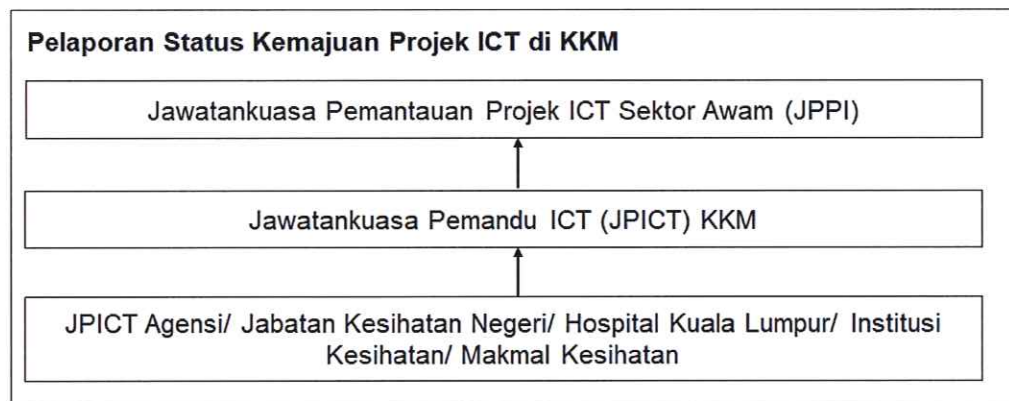 Pelaporan Status Kemajuan Projek ICT di KKM
Jawatankuasa Pemantauan Projek ICT Sektor Awam (JPPI)
Jawatankuasa Pemandu ICT (JPICT) KKM
JPICT Agensi/ Jabatan Kesihatan Negeri/ Hospital Kuala Lumpur/ Institusi
Kesihatan/ Makmal Kesihatan